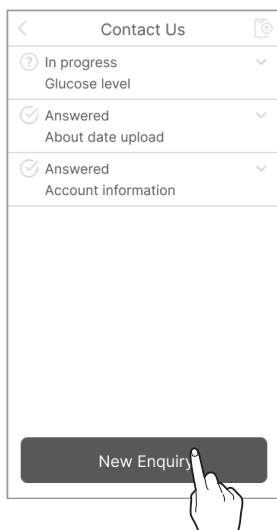 Contact Us
In progress
Glucose level
Answered
About date upload
Answered
Account information
New Enquiry